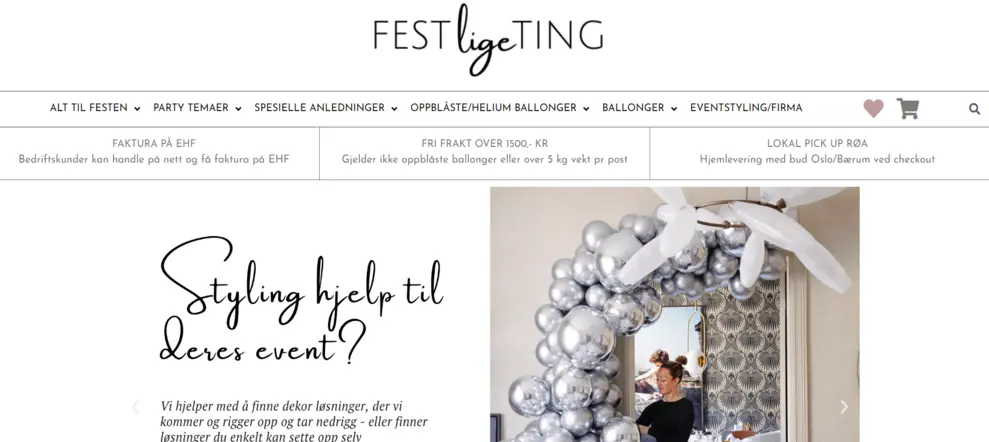 FESTligeTING
ALT TIL FESTEN PARTY TEMAER SPESIELLE ANLEDNINGER OPPBLÅSTE/HELIUM BALLONGER BALLONGER EVENTSTYLING/FIRMA
FAKTURA PÅ EHF
Bedriftskunder kan handle på nett og få faktura på EHF
FRI FRAKT OVER 1500,- KR
Gjelder ikke oppblåste ballonger eller over 5 kg vekt pr post
LOKAL PICK UP RØA
Hjemlevering med bud Oslo/Bærum ved checkout
Styling hjelp til
deres event?
Vi hjelper med å finne dekor løsninger, der vi
kommer og rigger opp og tar nedrigg - eller finner
løsninger du enkelt kan sette opp selv